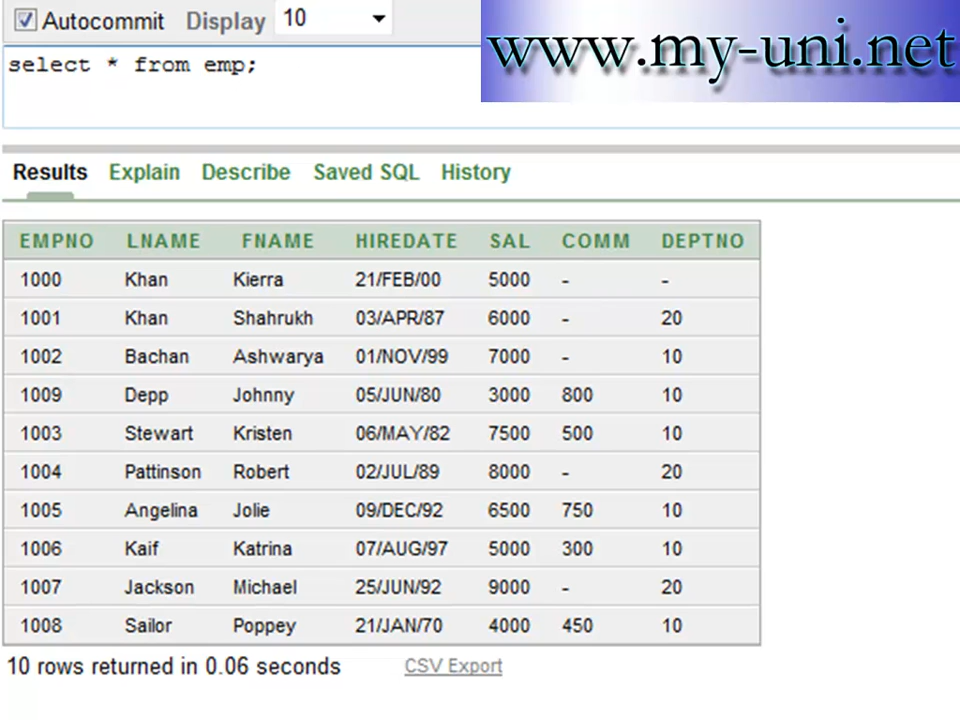 Autocommit Display 10
www.my-uni.net
select * from emp;
Results Explain Describe Saved SQL History
EMPNO LNAME FNAME HIREDATE SAL COMM DEPTNO
1000 Khan Kierra 21/FEB/00 5000 - -
1001 Khan Shahrukh 03/APR/87 6000 - 20
1002 Bachan Ashwarya 01/NOV/99 7000 - 10
1009 Depp Johnny 05/JUN/80 3000 800 10
1003 Stewart Kristen 06/MAY/82 7500 500 10
1004 Pattinson Robert 02/JUL/89 8000 - 20
1005 Angelina Jolie 09/DEC/92 6500 750 10
1006 Kaif Katrina 07/AUG/97 5000 300 10
1007 Jackson Michael 25/JUN/92 9000 - 20
1008 Sailor Poppey 21/JAN/70 4000 450 10
10 rows returned in 0.06 seconds CSV Export